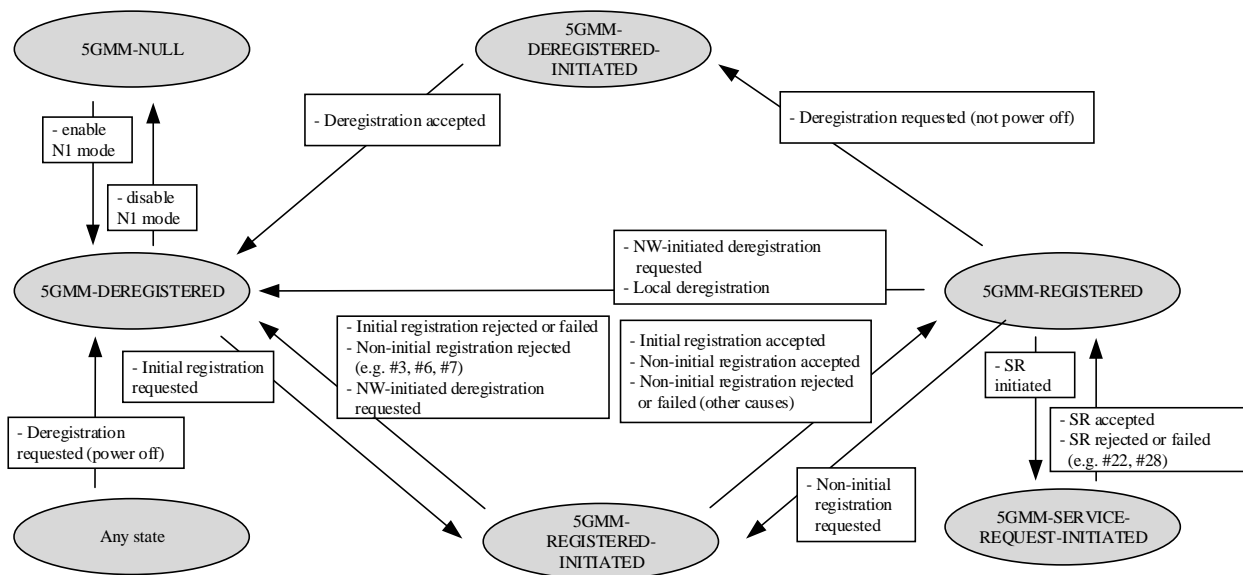 5GMM-NULL
5GMM-
DEREGISTERED-
INITIATED
- Deregistration accepted
- Deregistration requested (not power off)
- enable
N1 mode
- disable
N1 mode
- NW-initiated deregistration
requested
- Local deregistration
5GMM-DEREGISTERED
5GMM-REGISTERED
- Initial registration
requested
- Initial registration rejected or failed
- Non-initial registration rejected
(e.g. #3, #6, #7)
- NW-initiated deregistration
requested
- Initial registration accepted
- Non-initial registration accepted
- Non-initial registration rejected
or failed (other causes)
- SR
initiated
- Deregistration
requested (power off)
- SR accepted
- SR rejected or failed
(e.g. #22, #28)
- Non-initial
registration
requested
Any state
5GMM-
REGISTERED-
INITIATED
5GMM-SERVICE-
REQUEST-INITIATED